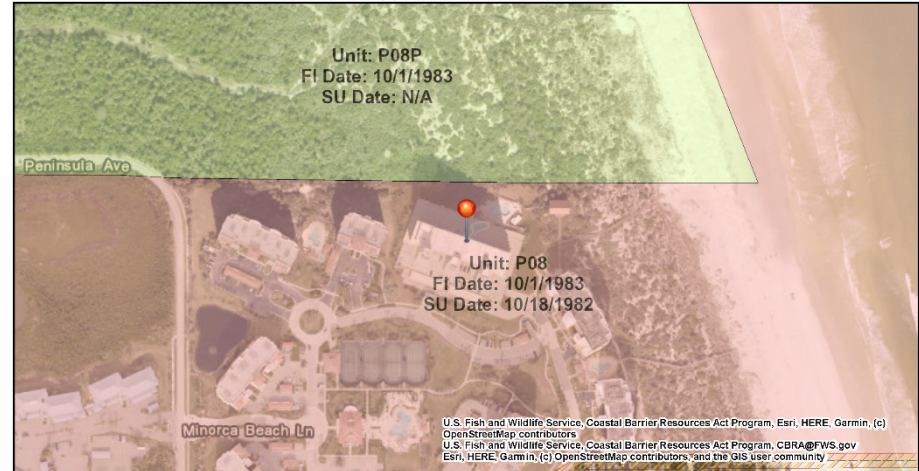 Unit: P08P
FI Date: 10/1/1983
SU Date: N/A
Peninsula Ave
Unit: P08
FI Date: 10/1/1983
SU Date: 10/18/1982
Minorca Beach Ln
U.S. Fish and Wildlife Service, Coastal Barrier Resources Act Program, Esri, HERE, Garmin, (c)
OpenStreetMap contributors
U.S. Fish and Wildlife Service, Coastal Barrier Resources Act Program, CBRA@FWS.gov
Esri, HERE, Garmin, (c) OpenStreetMap contributors, and the GIS user community